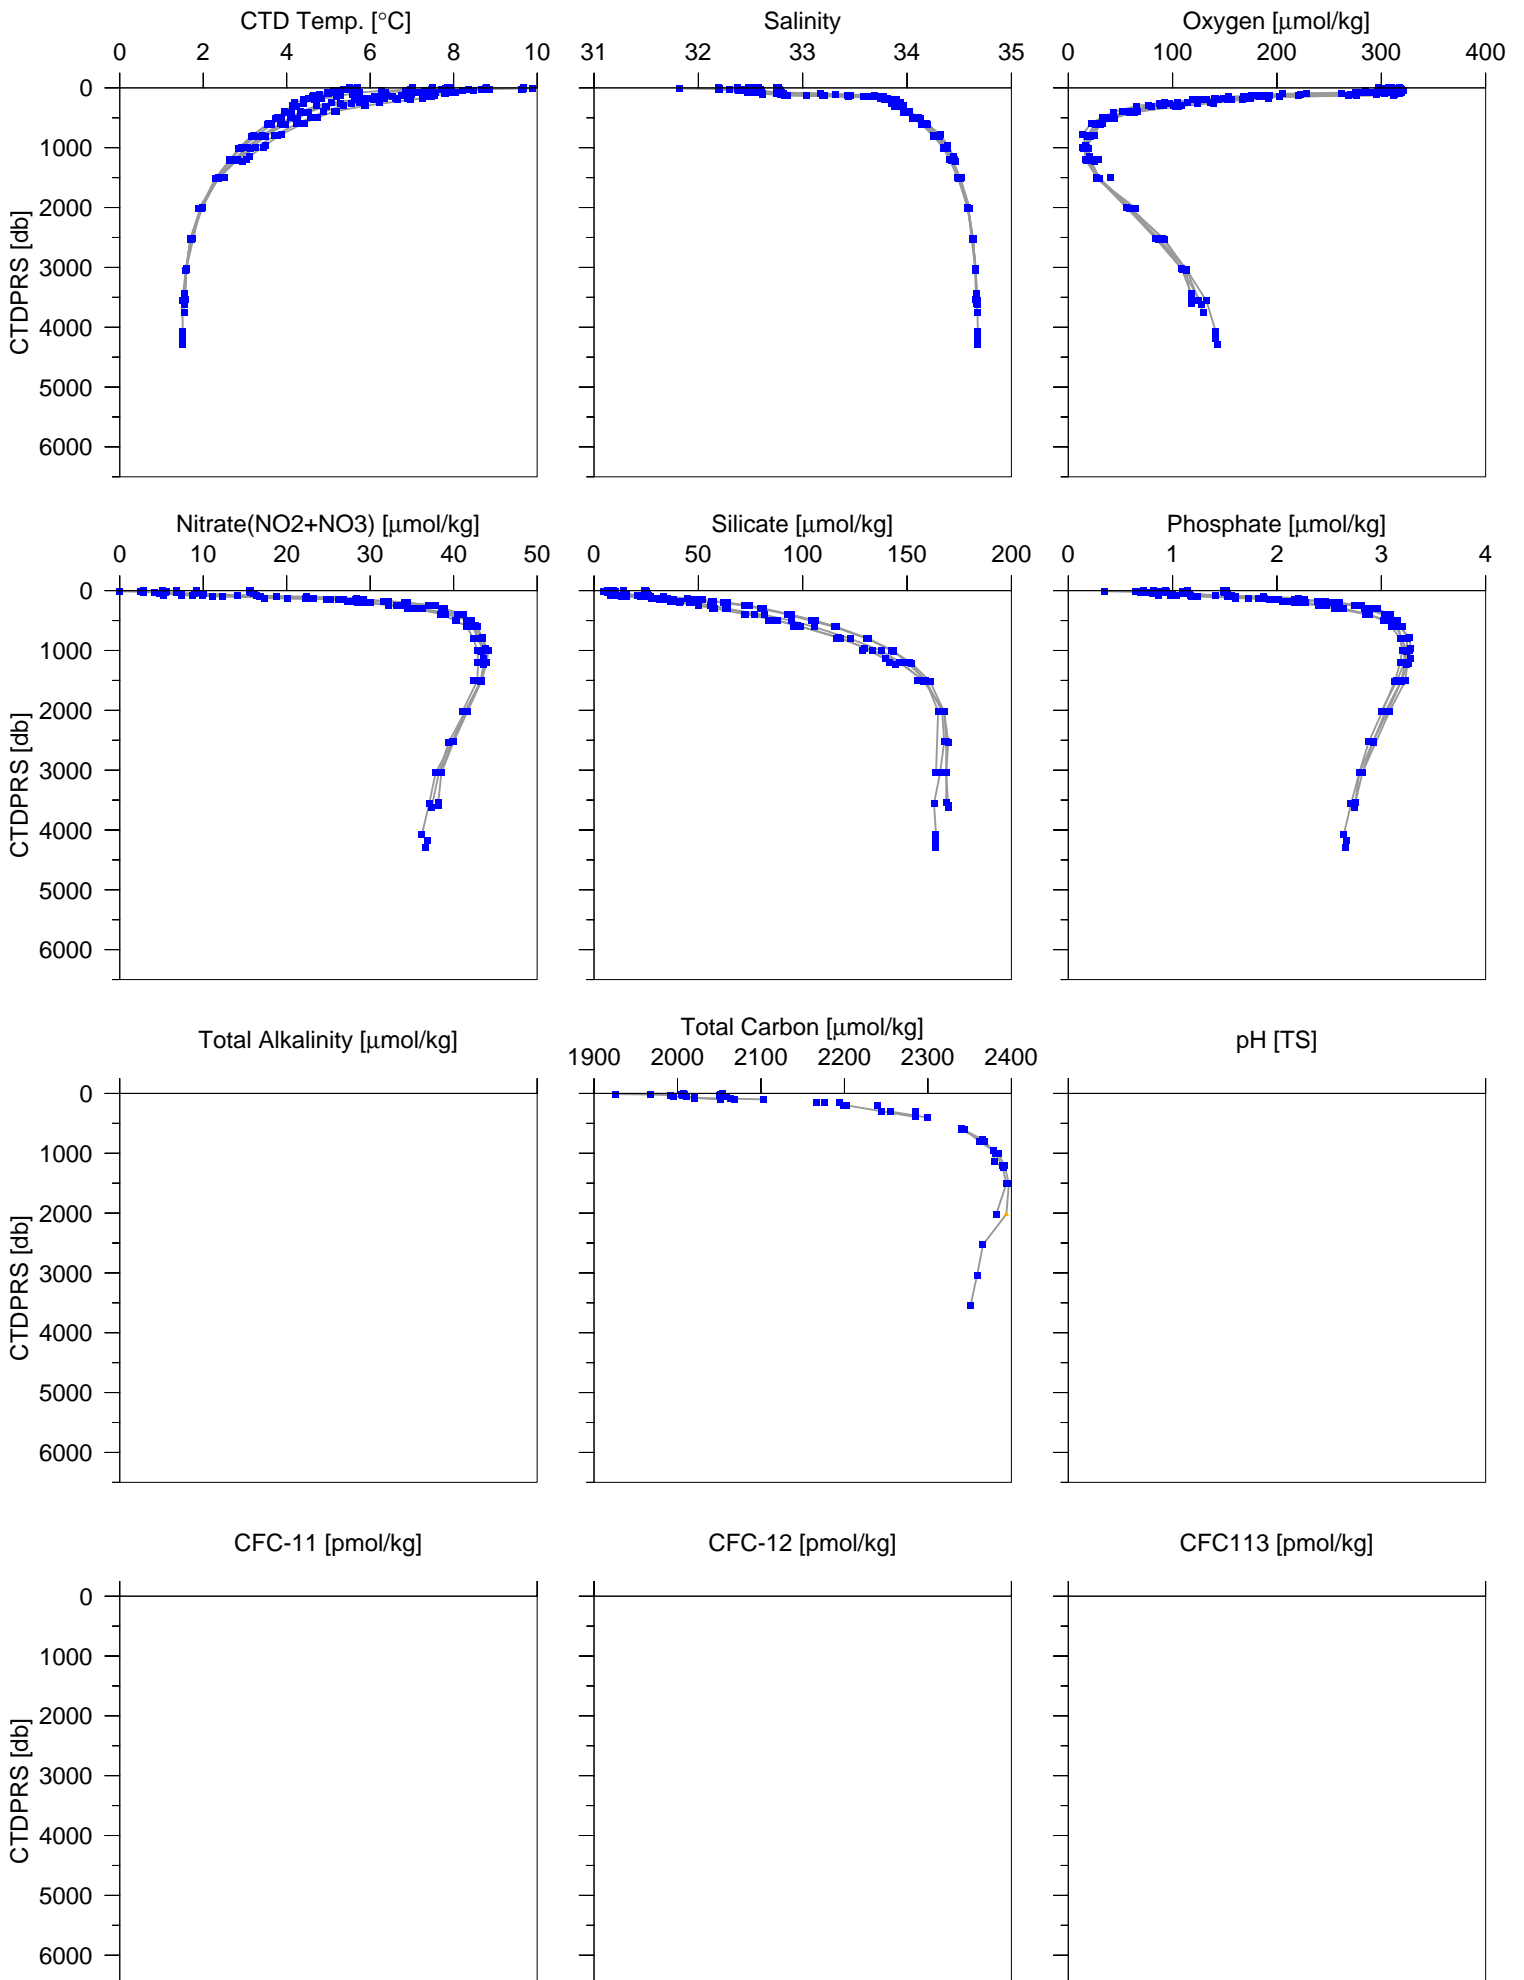 CTD Temp. [°C] Salinity Oxygen [μmol/kg]
0 2 4 6 8 10 31 32 33 34 35 0 100 200 300 400
0
1000
2000
3000
4000
5000
6000
CTDPRS [db]
Nitrate(NO2+NO3) [μmol/kg] Silicate [μmol/kg] Phosphate [μmol/kg]
0 10 20 30 40 50 0 50 100 150 200 0 1 2 3 4
0
1000
2000
3000
4000
5000
6000
CTDPRS [db]
Total Alkalinity [μmol/kg] Total Carbon [μmol/kg] pH [TS]
1900 2000 2100 2200 2300 2400
0
1000
2000
3000
4000
5000
6000
CTDPRS [db]
CFC-11 [pmol/kg] CFC-12 [pmol/kg] CFC113 [pmol/kg]
0
1000
2000
3000
4000
5000
6000
CTDPRS [db]